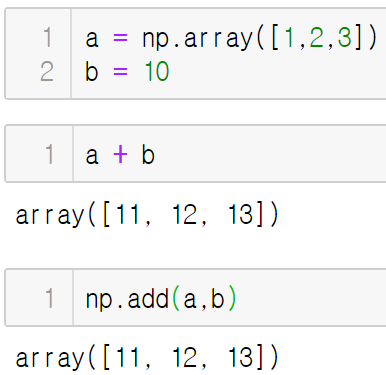 1 a = np.array([1,2,3])
2 b = 10
1 a + b
array([11, 12, 13])
1 np.add(a,b)
array([11, 12, 13])